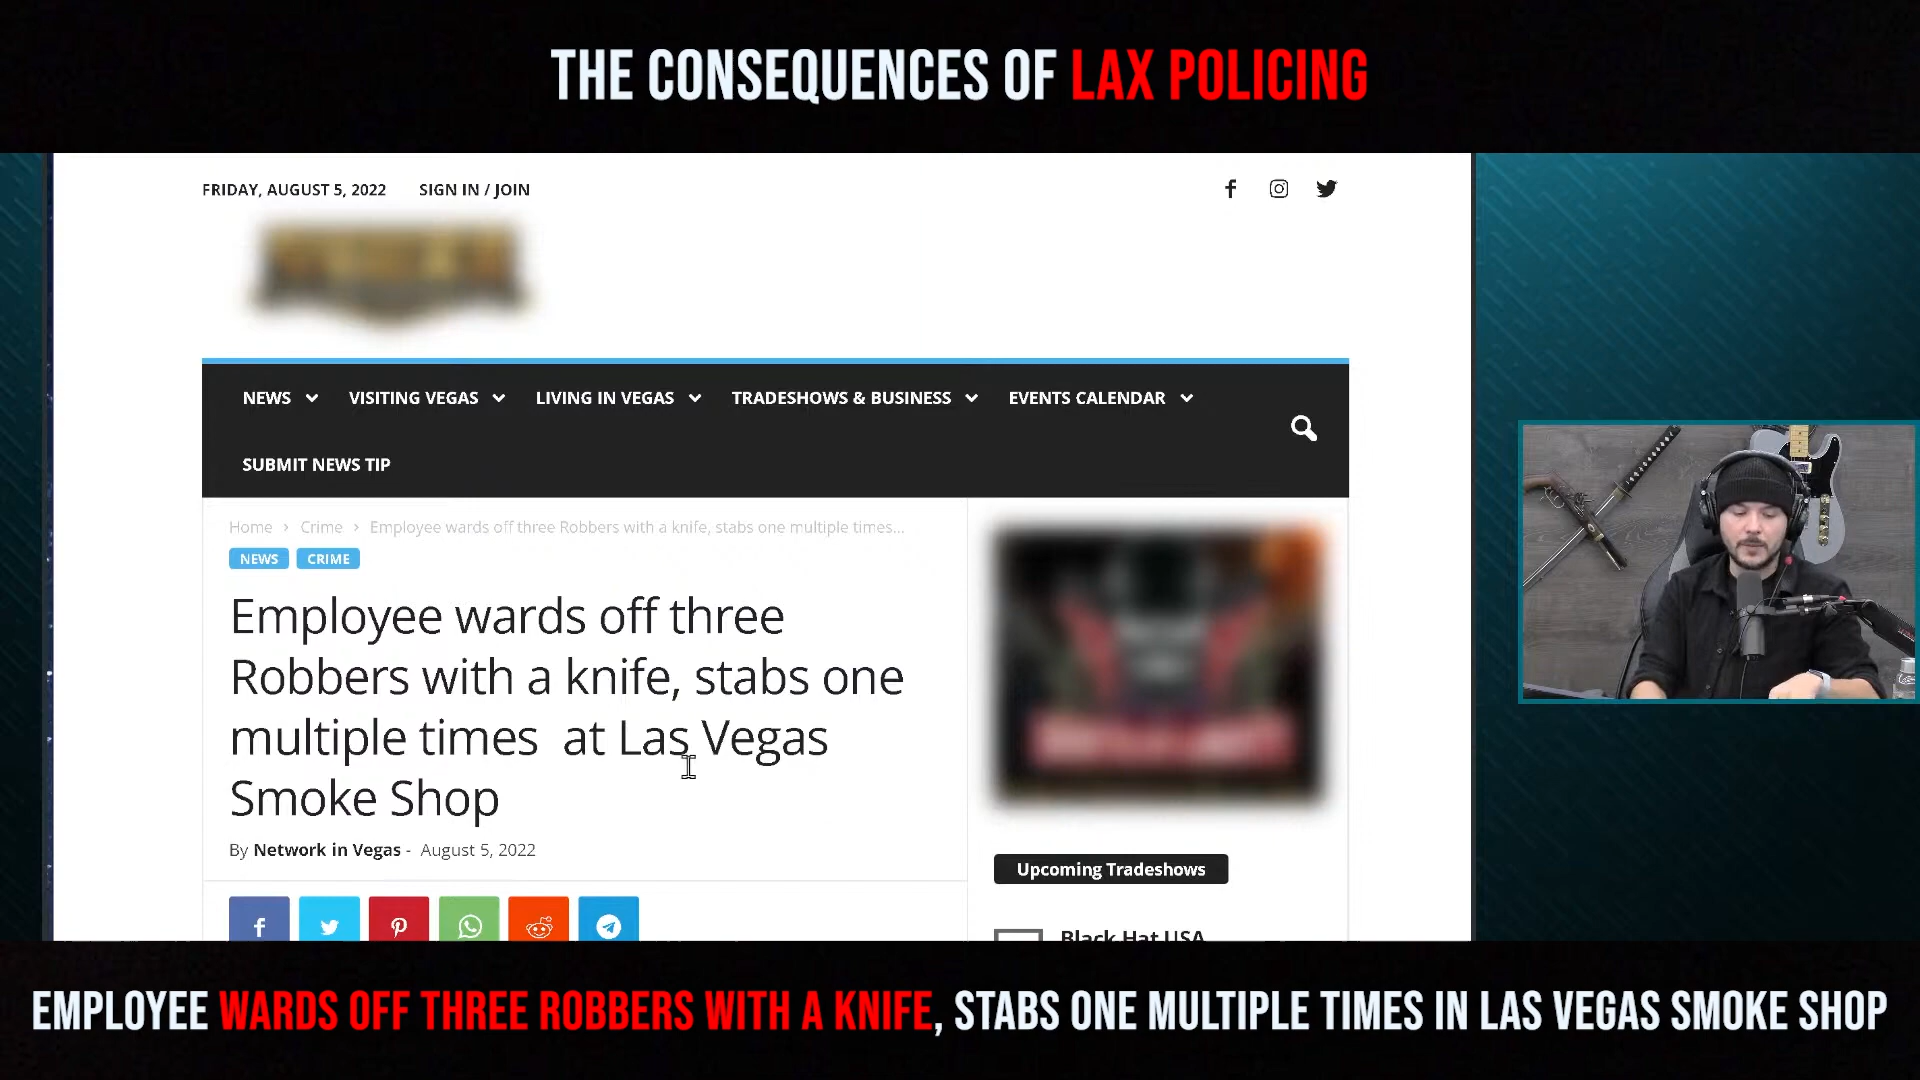 THE CONSEQUENCES OF LAX POLICING
FRIDAY, AUGUST 5, 2022 SIGN IN / JOIN
NEWS VISITING VEGAS LIVING IN VEGAS TRADESHOWS & BUSINESS EVENTS CALENDAR
SUBMIT NEWS TIP
Home › Crime › Employee wards off three Robbers with a knife, stabs one multiple times...
NEWS CRIME
Employee wards off three
Robbers with a knife, stabs one
multiple times at Las Vegas
Smoke Shop
By Network in Vegas - August 5, 2022
Upcoming Tradeshows
Black Hat USA
EMPLOYEE WARDS OFF THREE ROBBERS WITH A KNIFE, STABS ONE MULTIPLE TIMES IN LAS VEGAS SMOKE SHOP